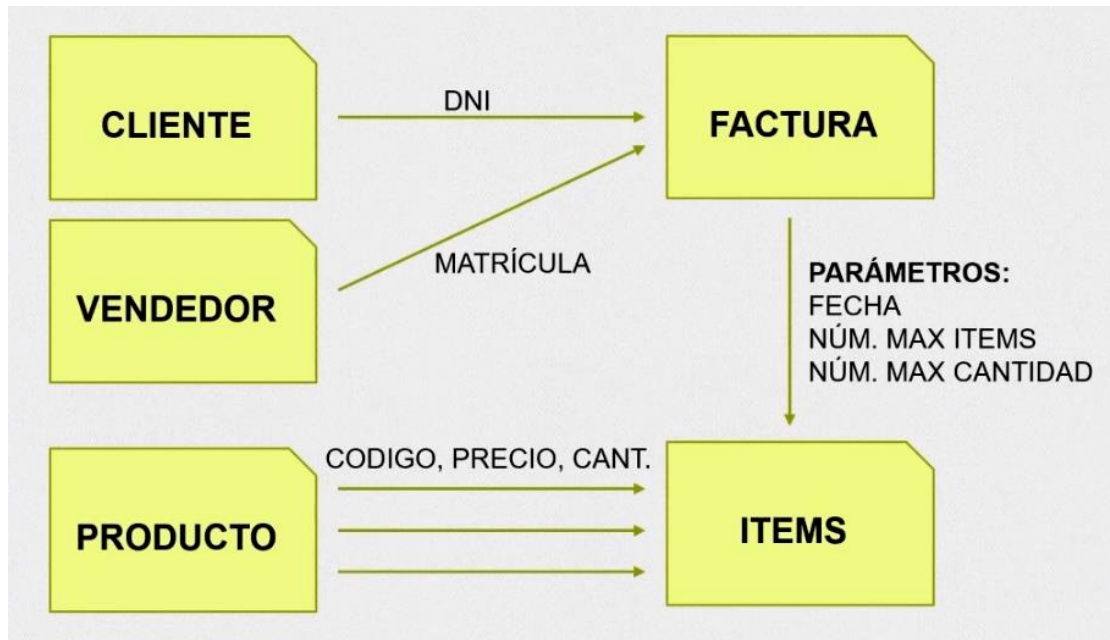 CLIENTE
DNI
FACTURA
VENDEDOR
MATRÍCULA
PARÁMETROS:
FECHA
NÚM. MAX ITEMS
NÚM. MAX CANTIDAD
PRODUCTO
CODIGO, PRECIO, CANT.
ITEMS